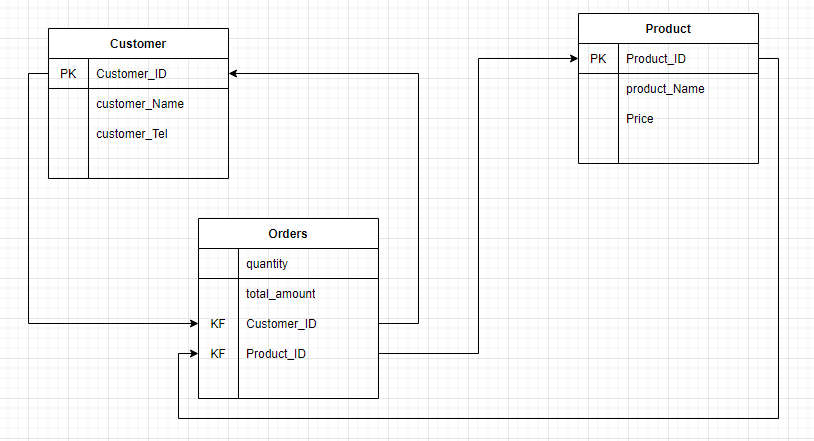 Customer
PK Customer_ID
customer_Name
customer_Tel
Product
PK Product_ID
product_Name
Price
Orders
quantity
total_amount
KF Customer_ID
KF Product_ID